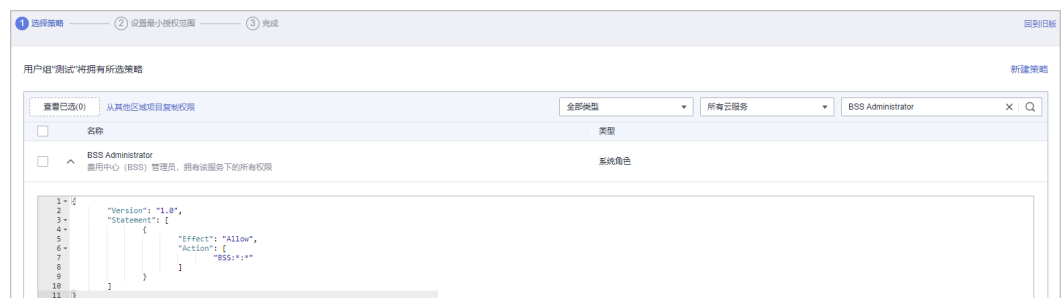 1 选择策略 2 设置最小授权范围 3 完成 回到旧版
用户组"测试"将拥有所选策略 新建策略
查看已选(0) 从其他区域项目复制权限 全部类型 所有云服务 BSS Administrator
名称 类型
BSS Administrator
费用中心（BSS）管理员，拥有该服务下的所有权限 系统角色
1 {
2 "Version": "1.0",
3 "Statement": [
4 {
5 "Effect": "Allow",
6 "Action": [
7 "BSS:*:*"
8 ]
9 }
10 ]
11 }